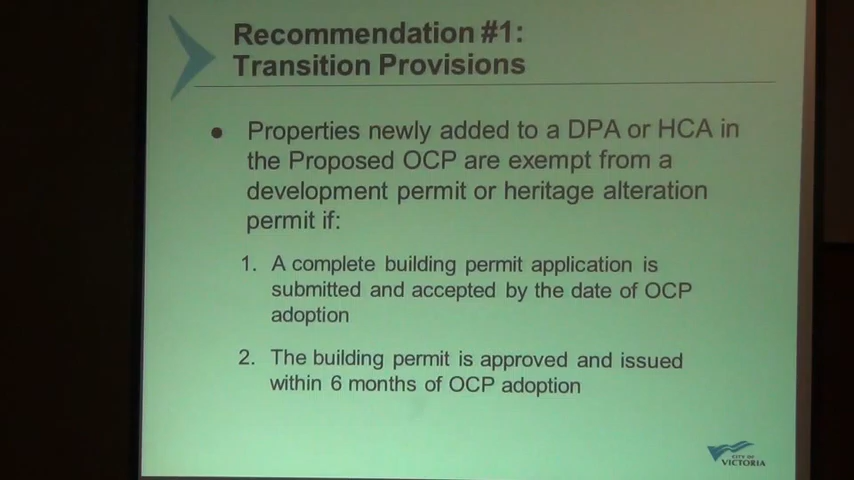 Recommendation #1:
Transition Provisions
● Properties newly added to a DPA or HCA in
the Proposed OCP are exempt from a
development permit or heritage alteration
permit if:
1. A complete building permit application is
submitted and accepted by the date of OCP
adoption
2. The building permit is approved and issued
within 6 months of OCP adoption
CITY OF
VICTORIA